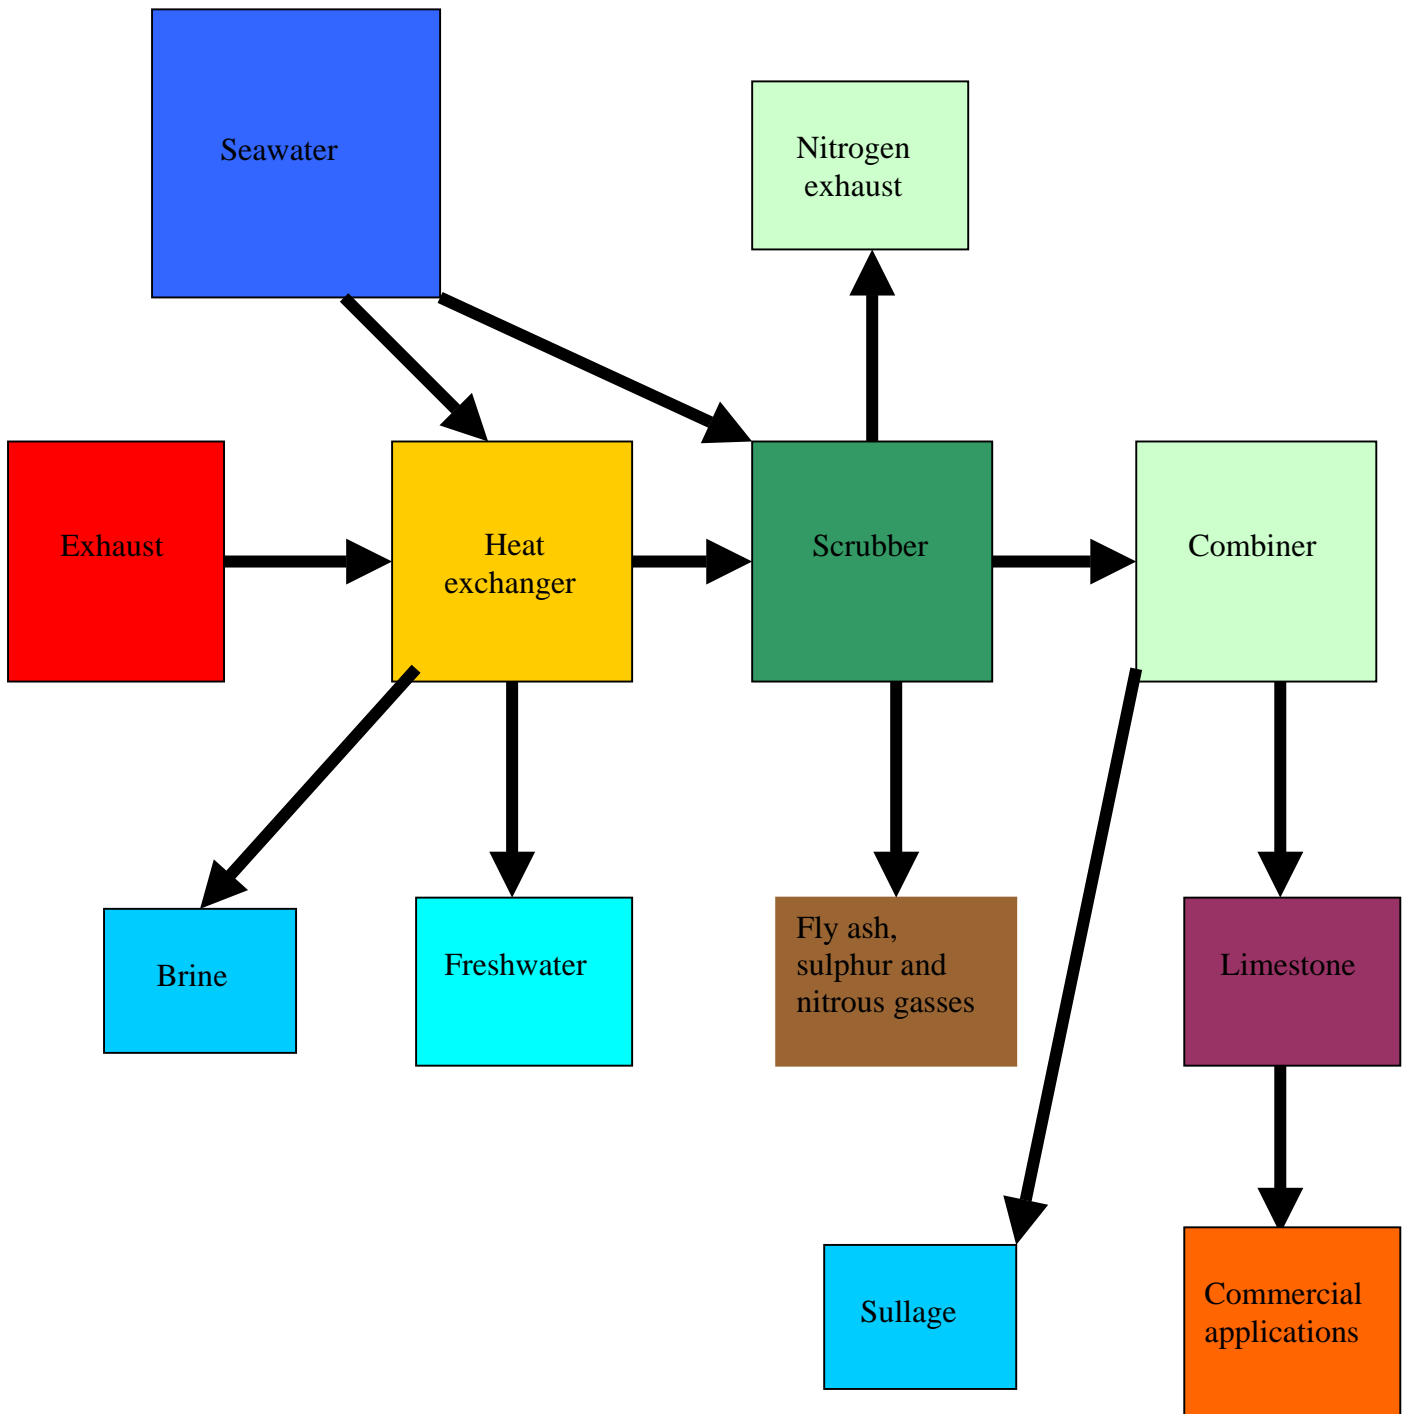 Seawater
Nitrogen
exhaust
Exhaust
Heat
exchanger
Scrubber
Combiner
Brine
Freshwater
Fly ash,
sulphur and
nitrous gasses
Limestone
Sullage
Commercial
applications